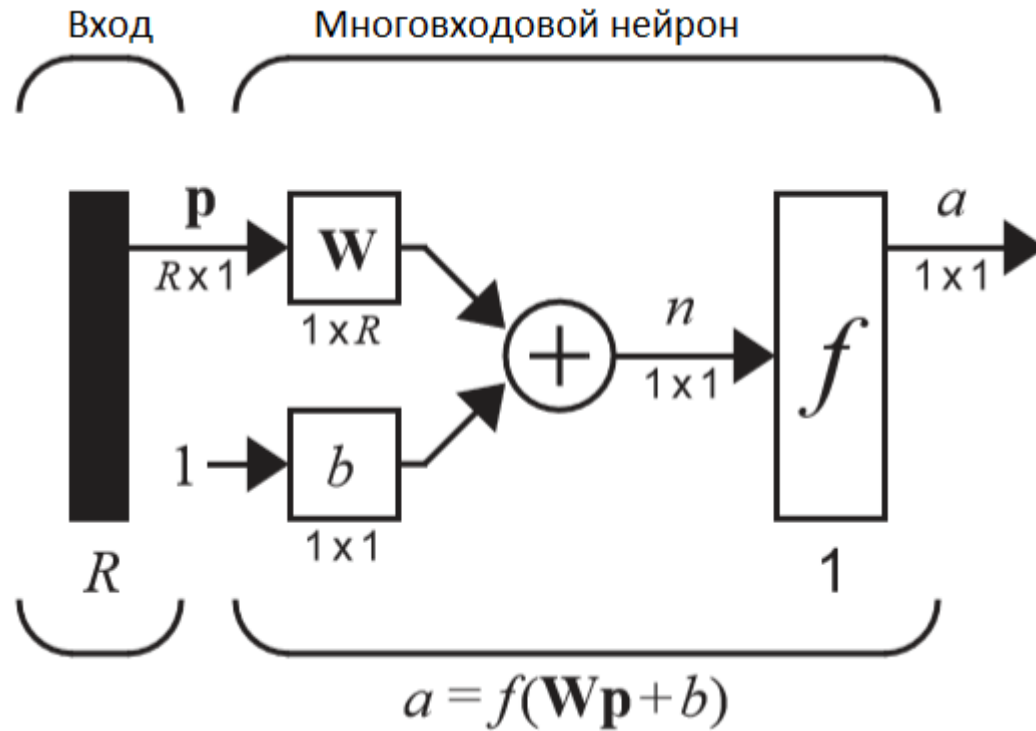 Вход Многовходовой нейрон
p a
R x 1 W 1 x 1
1 x R n
f
1 x 1
1 b
1 x 1
R 1
a = f(Wp + b)